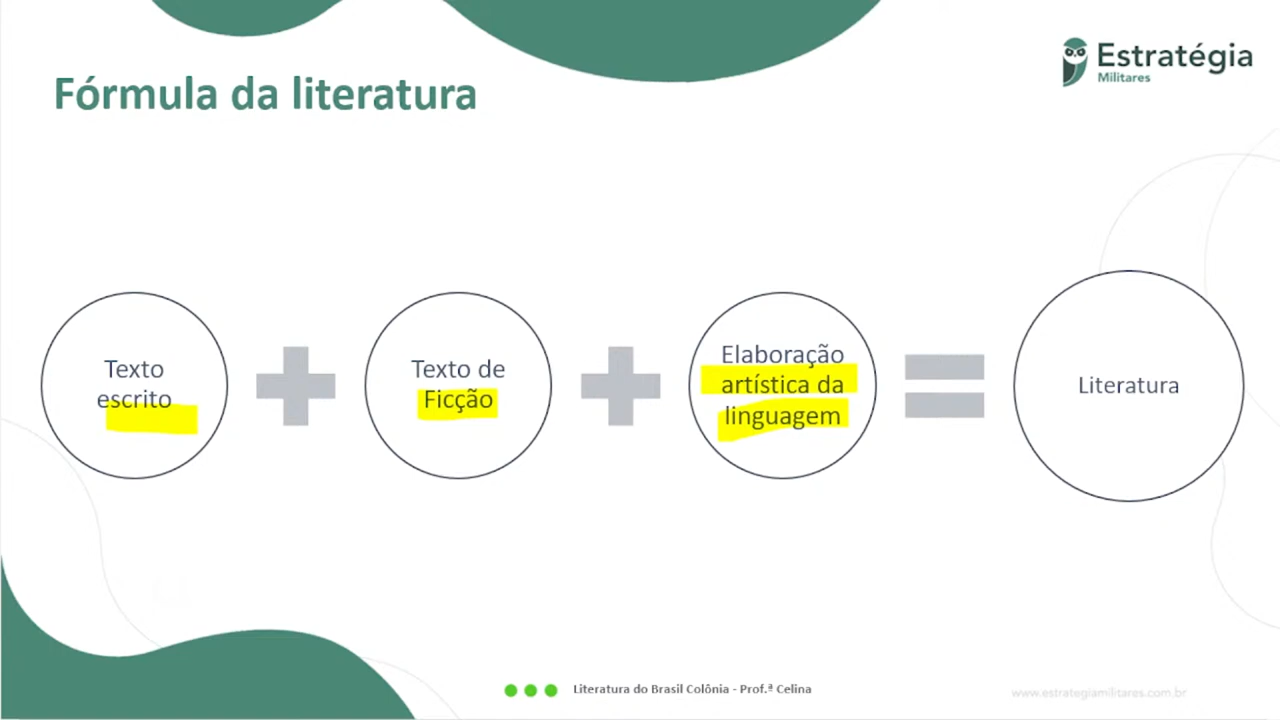 Estratégia
Militares
Fórmula da literatura
Texto
escrito
Texto de
Ficção
Elaboração
artística da
linguagem
Literatura
Literatura do Brasil Colônia - Prof.ª Celina
www.estrategiamilitares.com.br